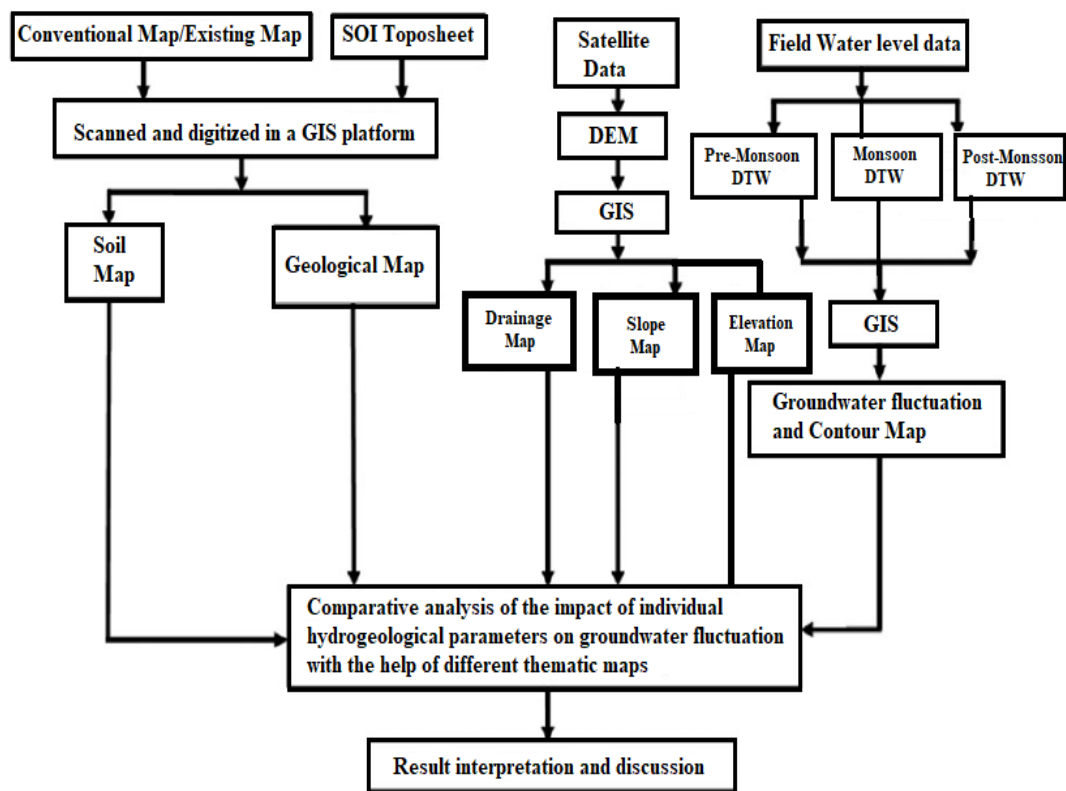 Conventional Map/Existing Map
SOI Toposheet
Satellite
Data
Field Water level data
Scanned and digitized in a GIS platform
DEM
Pre-Monsoon
DTW
Monsoon
DTW
Post-Monsson
DTW
GIS
Soil
Map
Geological Map
Drainage
Map
Slope
Map
Elevation
Map
GIS
Groundwater fluctuation
and Contour Map
Comparative analysis of the impact of individual
hydrogeological parameters on groundwater fluctuation
with the help of different thematic maps
Result interpretation and discussion